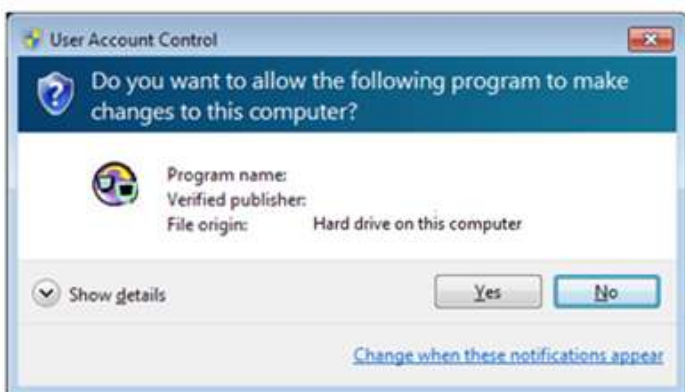 User Account Control
Do you want to allow the following program to make
changes to this computer?
Program name:
Verified publisher:
File origin: Hard drive on this computer
Show details
Yes
No
Change when these notifications appear